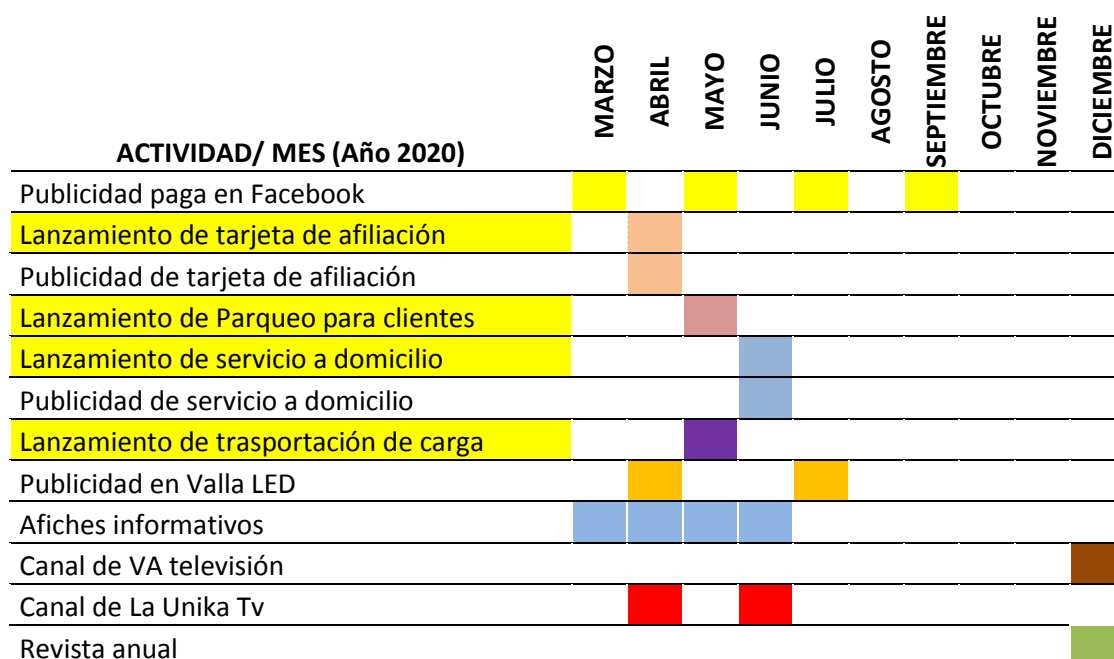 MARZO
ABRIL
MAYO
JUNIO
JULIO
AGOSTO
SEPTIEMBRE
OCTUBRE
NOVIEMBRE
DICIEMBRE
ACTIVIDAD/ MES (Año 2020)
Publicidad paga en Facebook
Lanzamiento de tarjeta de afiliación
Publicidad de tarjeta de afiliación
Lanzamiento de Parqueo para clientes
Lanzamiento de servicio a domicilio
Publicidad de servicio a domicilio
Lanzamiento de trasportación de carga
Publicidad en Valla LED
Afiches informativos
Canal de VA televisión
Canal de La Unika Tv
Revista anual